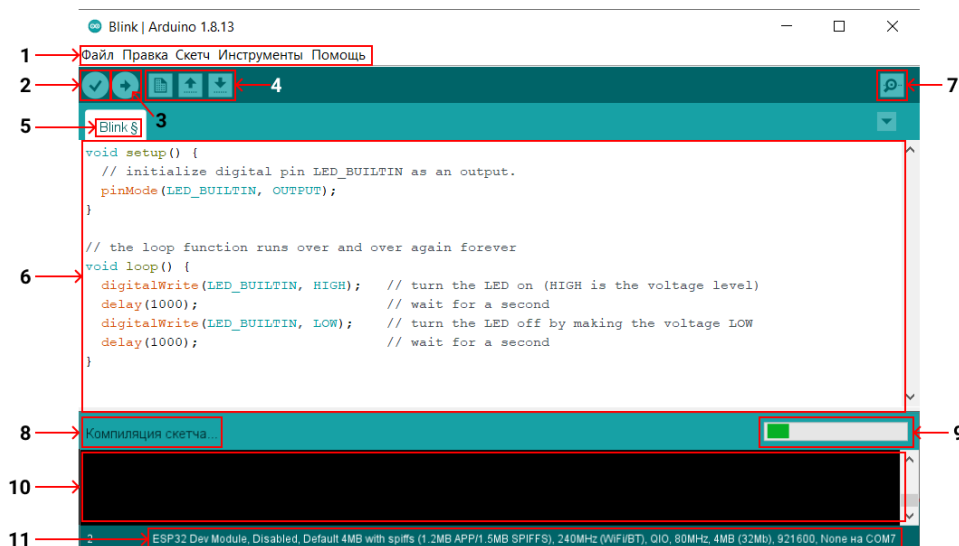 Blink | Arduino 1.8.13
1 Файл Правка Скетч Инструменты Помощь
2 4 7
5 Blink § 3
void setup() {
// initialize digital pin LED_BUILTIN as an output.
pinMode(LED_BUILTIN, OUTPUT);
}
// the loop function runs over and over again forever
void loop() {
6
digitalWrite(LED_BUILTIN, HIGH); // turn the LED on (HIGH is the voltage level)
delay(1000); // wait for a second
digitalWrite(LED_BUILTIN, LOW); // turn the LED off by making the voltage LOW
delay(1000); // wait for a second
}
8 Компиляция скетча... 9
10
11 2 ESP32 Dev Module, Disabled, Default 4MB with spiffs (1.2MB APP/1.5MB SPIFFS), 240MHz (WiFi/BT), QIO, 80MHz, 4MB (32Mb), 921600, None на COM7